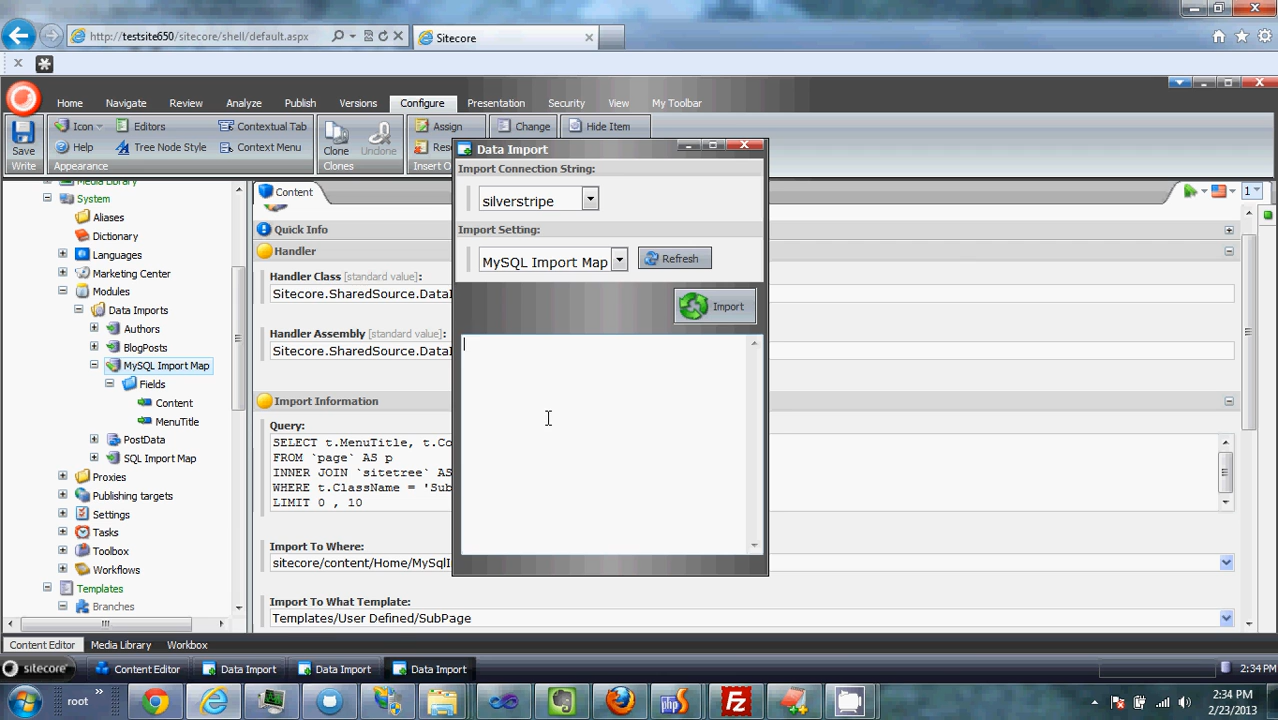 http://testsite650/sitecore/shell/default.aspx
Sitecore
Home
Navigate
Review
Analyze
Publish
Versions
Configure
Presentation
Security
View
My Toolbar
Save
Write
Icon
Editors
Contextual Tab
Help
Tree Node Style
Context Menu
Appearance
Clone
Unclone
Clones
Assign
Change
Hide Item
Res
Insert O
Data Import
Import Connection String:
silverstripe
Import Setting:
MySQL Import Map
Refresh
Import
Media Library
System
Aliases
Dictionary
Languages
Marketing Center
Modules
Data Imports
Authors
BlogPosts
MySQL Import Map
Fields
Content
MenuTitle
PostData
SQL Import Map
Proxies
Publishing targets
Settings
Tasks
Toolbox
Workflows
Templates
Branches
Content
1
Quick Info
Handler
Handler Class [standard value]:
Sitecore.SharedSource.DataI
Handler Assembly [standard value]:
Sitecore.SharedSource.DataI
Import Information
Query:
SELECT t.MenuTitle, t.Co
FROM `page` AS p
INNER JOIN `sitetree` AS
WHERE t.ClassName = 'Sub
LIMIT 0 , 10
Import To Where:
sitecore/content/Home/MySqlI
Import To What Template:
Templates/User Defined/SubPage
Content Editor
Media Library
Workbox
sitecore
Content Editor
Data Import
Data Import
Data Import
2:34 PM
root
2:34 PM
2/23/2013